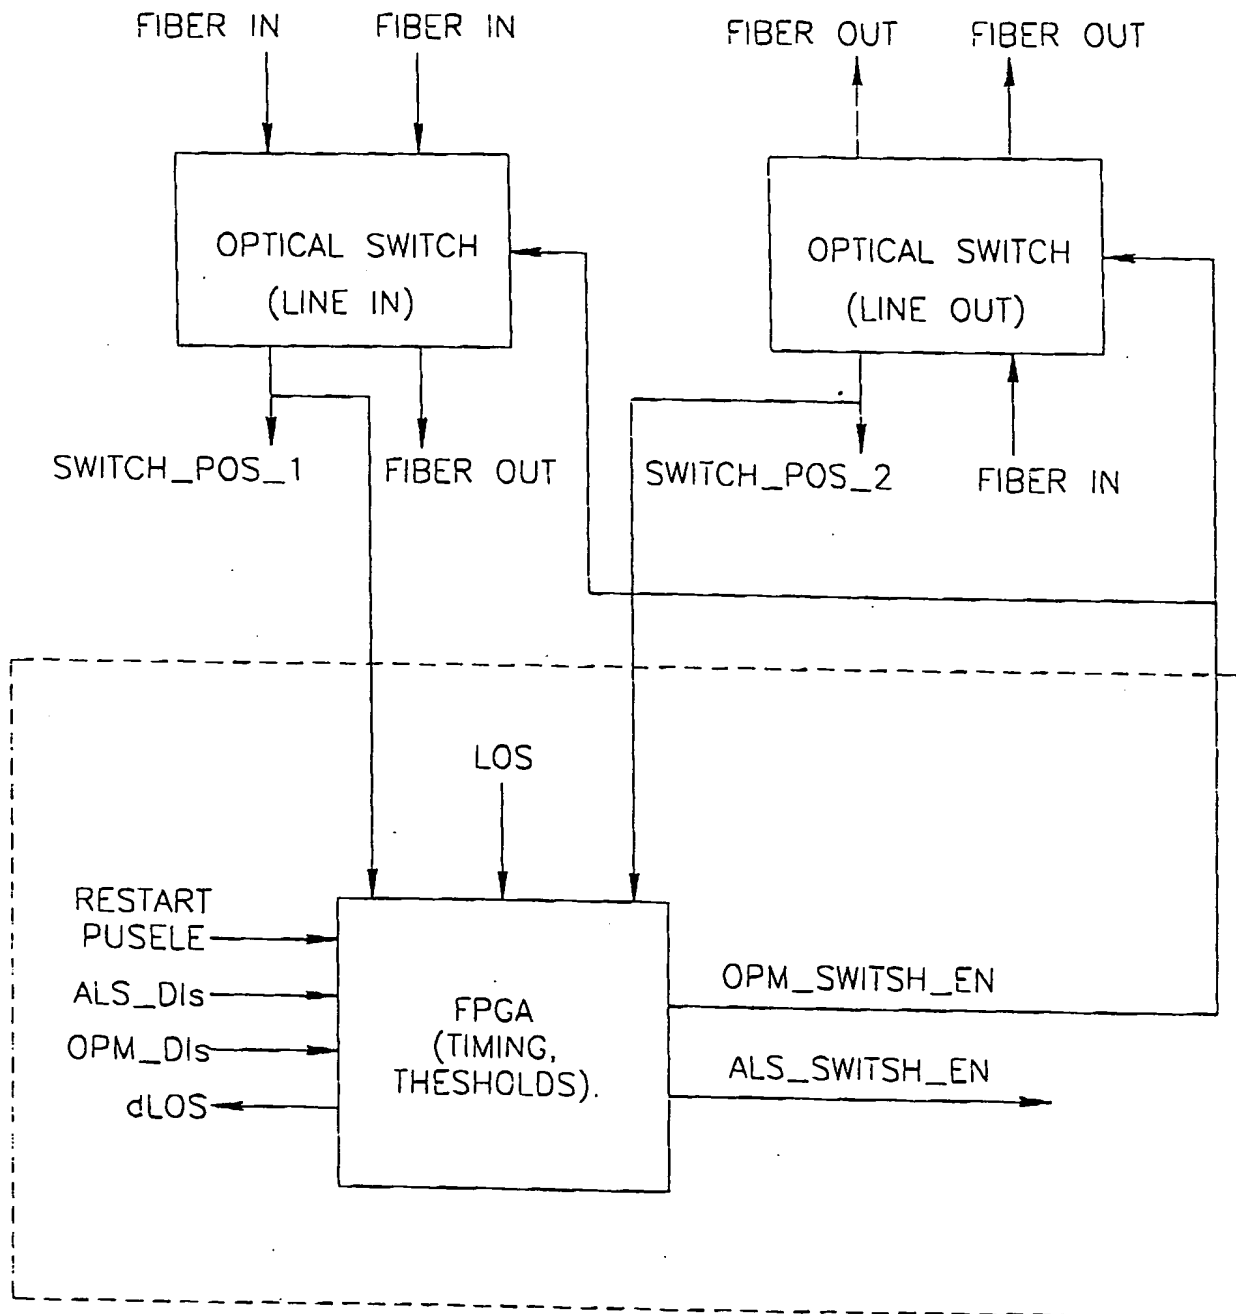 FIBER IN
FIBER IN
FIBER OUT
FIBER OUT
OPTICAL SWITCH
(LINE IN)
OPTICAL SWITCH
(LINE OUT)
SWITCH_POS_1
FIBER OUT
SWITCH_POS_2
FIBER IN
LOS
RESTART
PUSELE
ALS_DIs
OPM_DIs
dLOS
FPGA
(TIMING,
THESHOLDS).
OPM_SWITSH_EN
ALS_SWITSH_EN